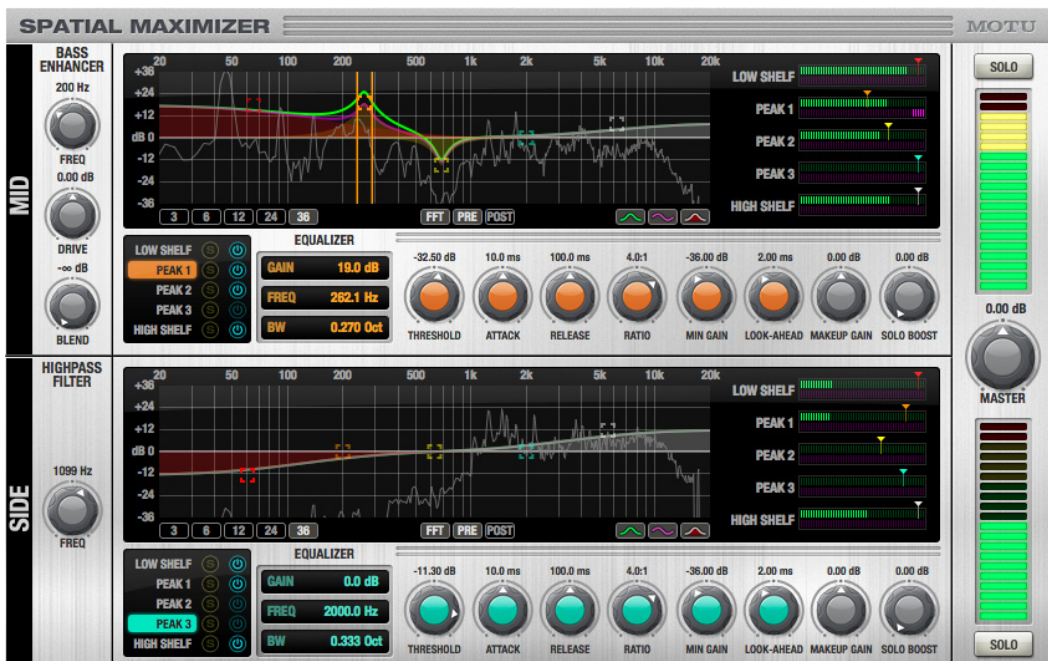 SPATIAL MAXIMIZER
MOTU
MID
BASS
ENHANCER
200 Hz
FREQ
0.00 dB
DRIVE
-∞ dB
BLEND
20 50 100 200 500 1k 2k 5k 10k 20k
+36
+24
+12
dB 0
-12
-24
-36
3 6 12 24 36
FFT PRE POST
LOW SHELF
PEAK 1
PEAK 2
PEAK 3
HIGH SHELF
LOW SHELF S
PEAK 1 S
PEAK 2 S
PEAK 3 S
HIGH SHELF S
EQUALIZER
GAIN 19.0 dB
FREQ 262.1 Hz
BW 0.270 Oct
-32.50 dB 10.0 ms 100.0 ms 4.0:1 -36.00 dB 2.00 ms 0.00 dB 0.00 dB
THRESHOLD ATTACK RELEASE RATIO MIN GAIN LOOK-AHEAD MAKEUP GAIN SOLO BOOST
SOLO
0.00 dB
MASTER
SIDE
HIGHPASS
FILTER
1099 Hz
FREQ
20 50 100 200 500 1k 2k 5k 10k 20k
+36
+24
+12
dB 0
-12
-24
-36
3 6 12 24 36
FFT PRE POST
LOW SHELF
PEAK 1
PEAK 2
PEAK 3
HIGH SHELF
LOW SHELF S
PEAK 1 S
PEAK 2 S
PEAK 3 S
HIGH SHELF S
EQUALIZER
GAIN 0.0 dB
FREQ 2000.0 Hz
BW 0.333 Oct
-11.30 dB 10.0 ms 100.0 ms 4.0:1 -36.00 dB 2.00 ms 0.00 dB 0.00 dB
THRESHOLD ATTACK RELEASE RATIO MIN GAIN LOOK-AHEAD MAKEUP GAIN SOLO BOOST
SOLO